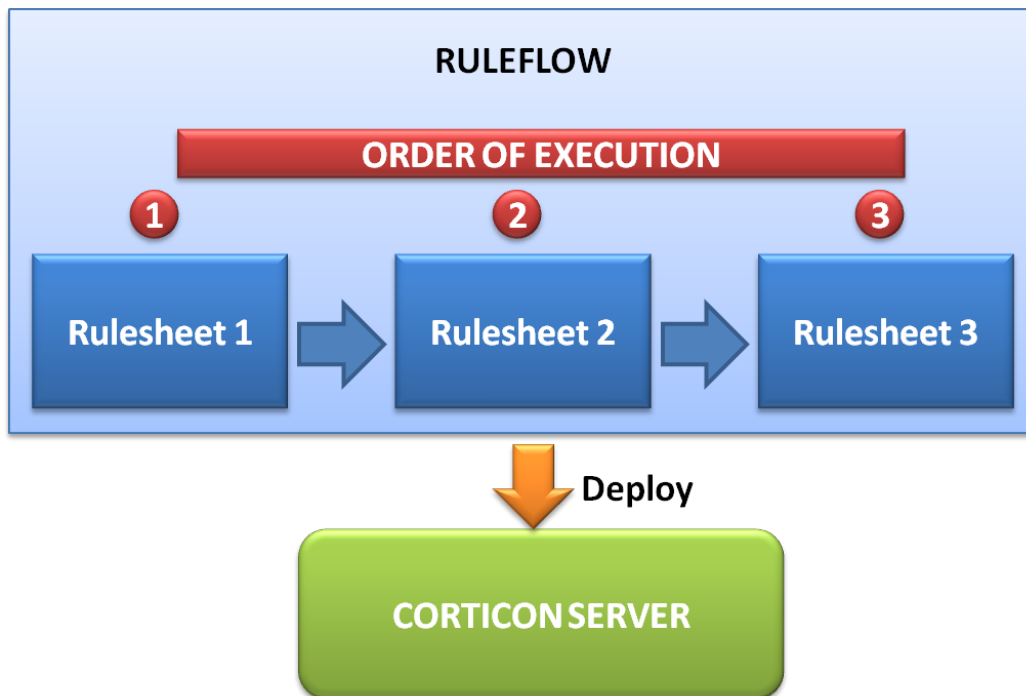 RULEFLOW
ORDER OF EXECUTION
1
2
3
Rulesheet 1
Rulesheet 2
Rulesheet 3
Deploy
CORTICON SERVER